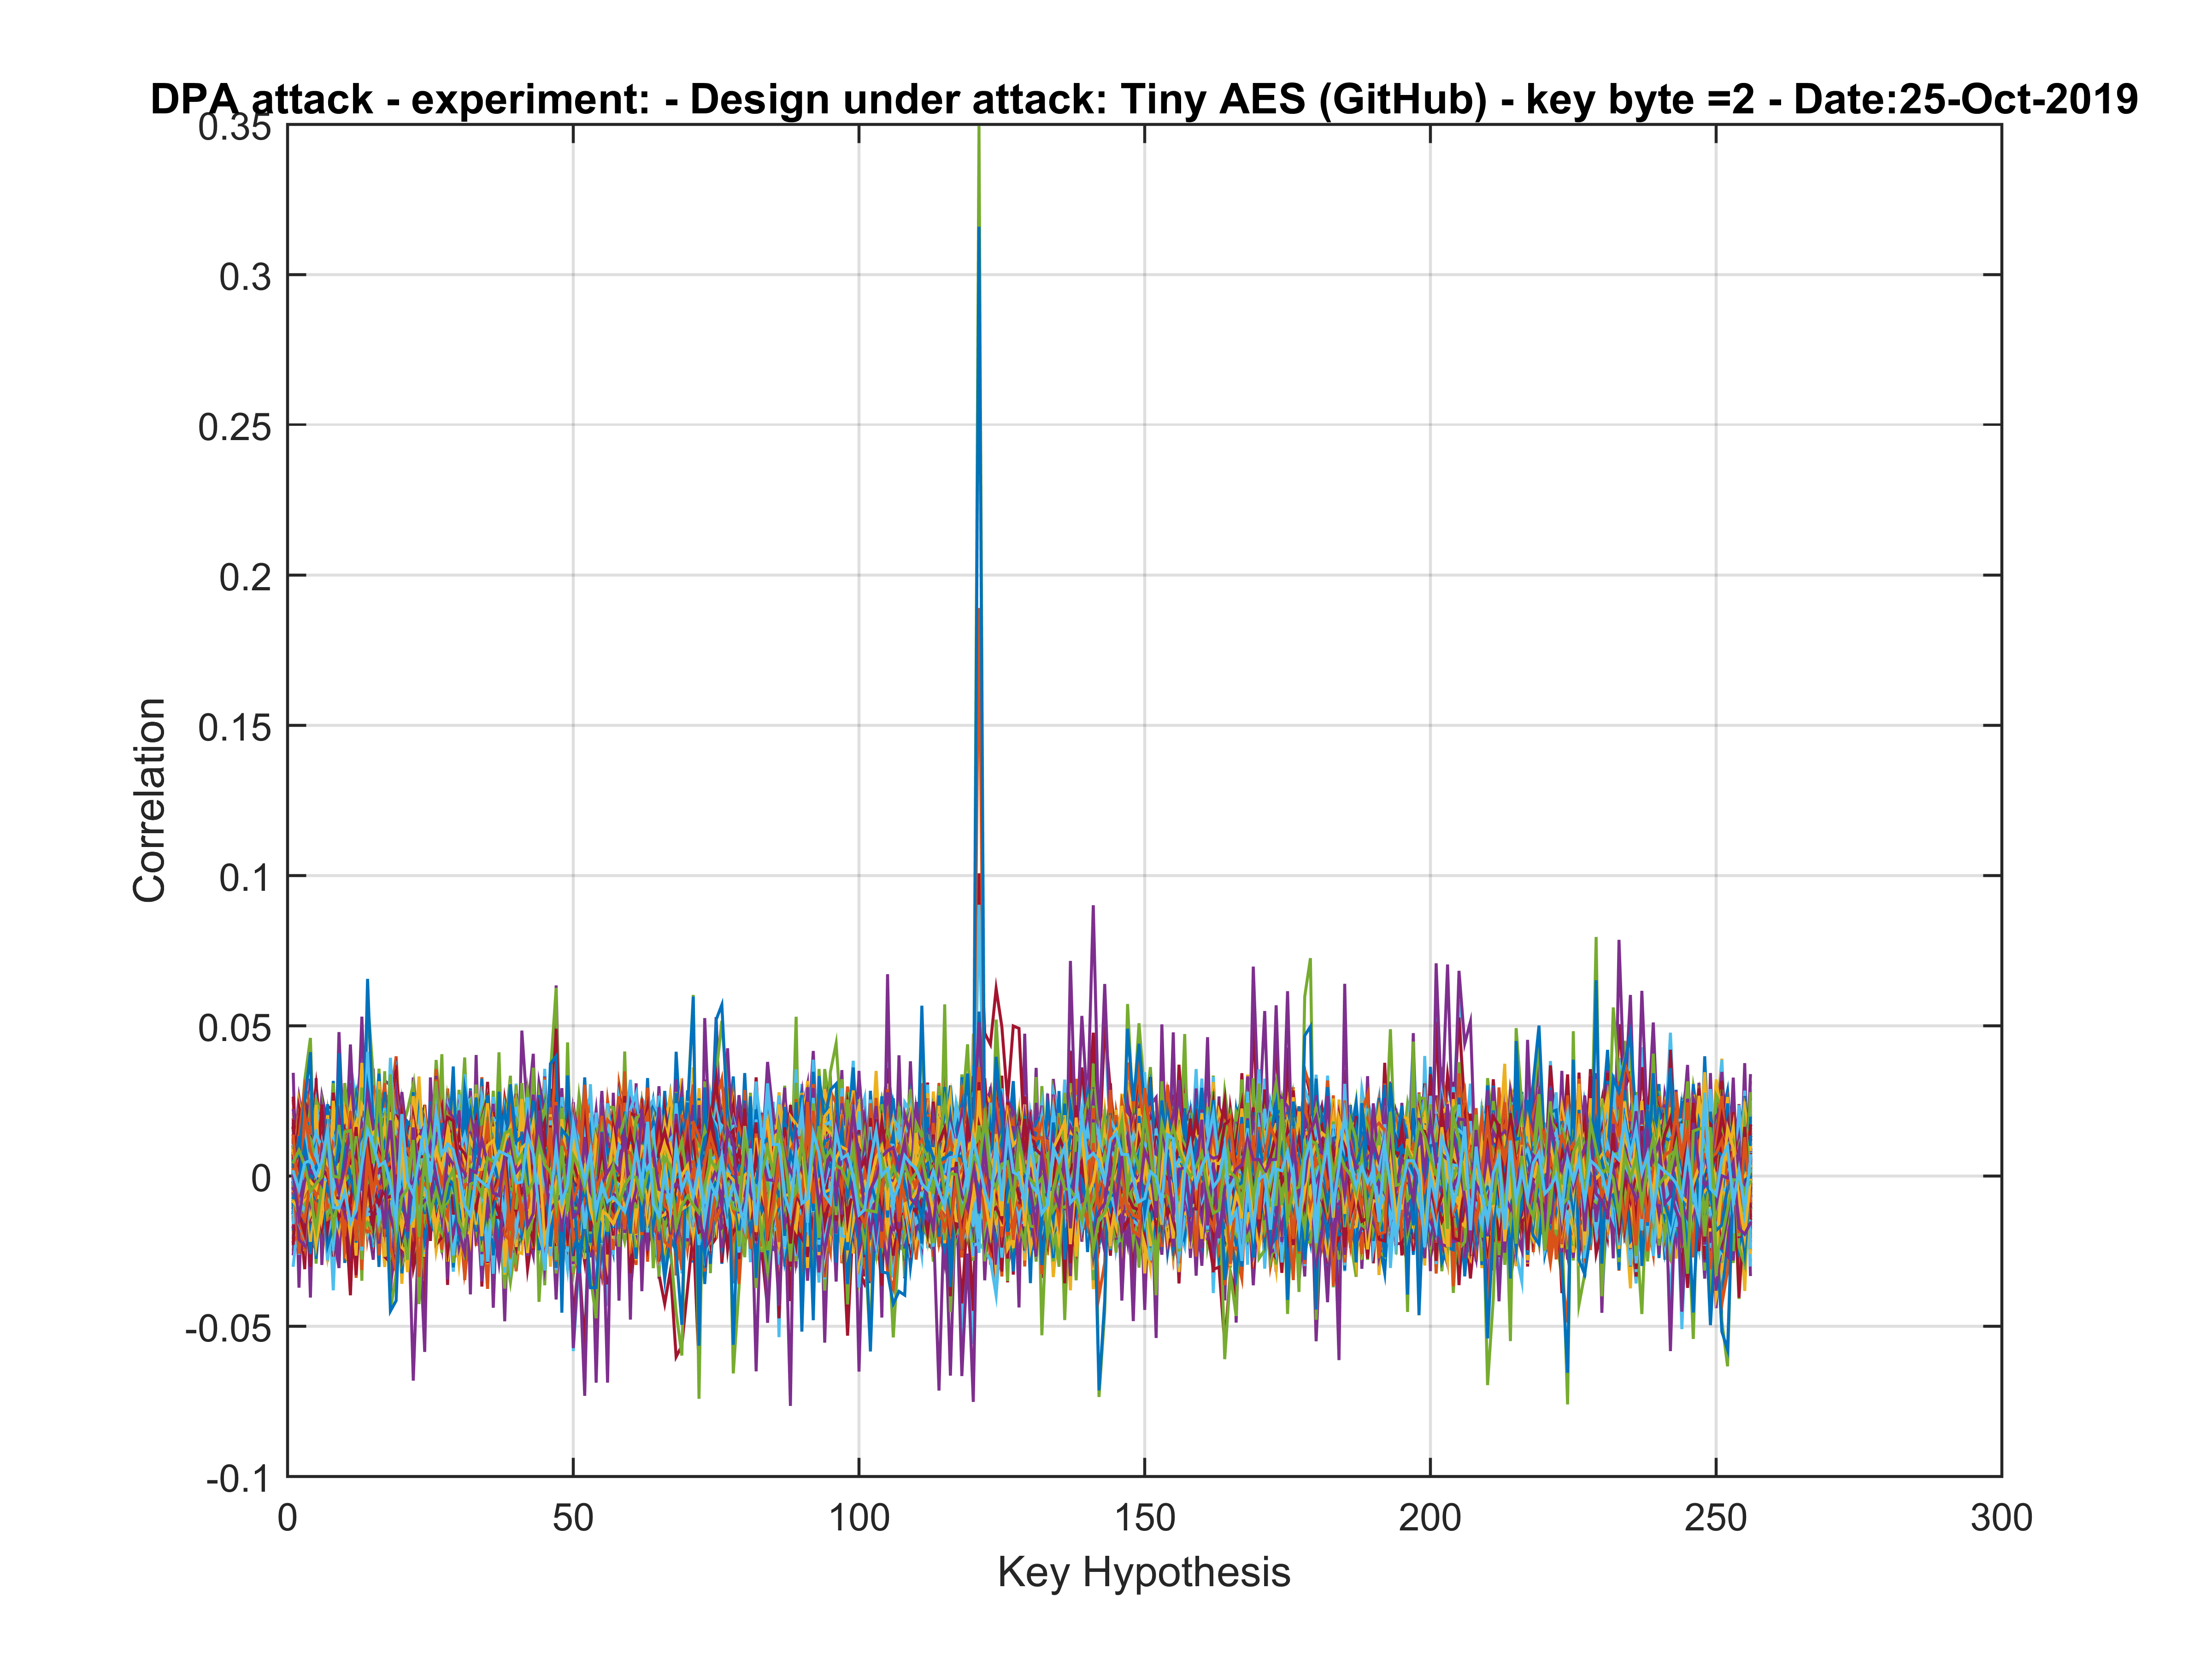 DPA attack - experiment: - Design under attack: Tiny AES (GitHub) - key byte =2 - Date:25-Oct-2019
0.35
0.3
0.25
0.2
0.15
0.1
0.05
0
-0.05
-0.1
Correlation
0 50 100 150 200 250 300
Key Hypothesis